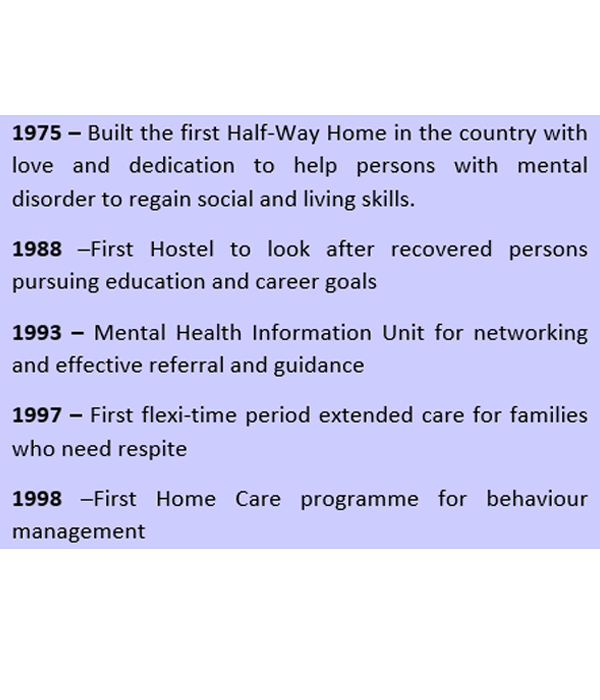 1975 – Built the first Half-Way Home in the country with
love and dedication to help persons with mental
disorder to regain social and living skills.
1988 –First Hostel to look after recovered persons
pursuing education and career goals
1993 – Mental Health Information Unit for networking
and effective referral and guidance
1997 – First flexi-time period extended care for families
who need respite
1998 –First Home Care programme for behaviour
management